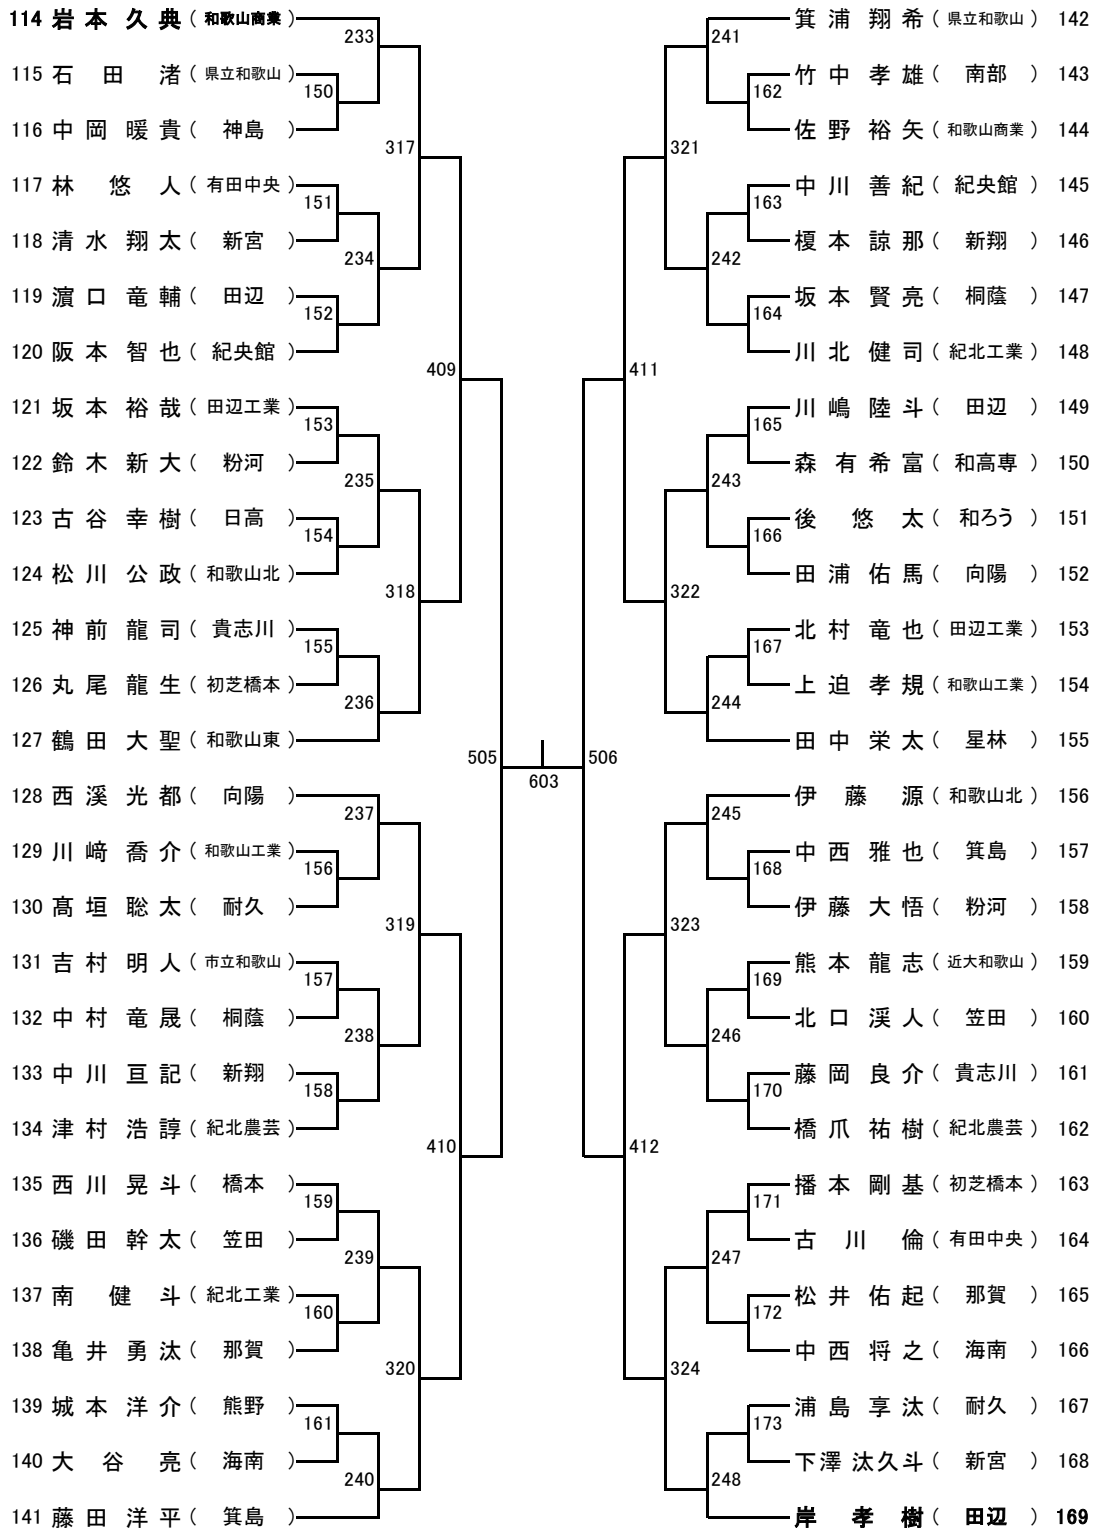 114 岩本久典（和歌山商業）
233
115 石田渚（県立和歌山）
150
116 中岡暖貴（神島）
317
117 林悠人（有田中央）
151
118 清水翔太（新宮）
234
119 濵口竜輔（田辺）
152
120 阪本智也（紀央館）
409
121 坂本裕哉（田辺工業）
153
122 鈴木新大（粉河）
235
123 古谷幸樹（日高）
154
124 松川公政（和歌山北）
318
125 神前龍司（貴志川）
155
126 丸尾龍生（初芝橋本）
236
127 鶴田大聖（和歌山東）
505
128 西溪光都（向陽）
237
129 川﨑喬介（和歌山工業）
156
130 髙垣聡太（耐久）
319
131 吉村明人（市立和歌山）
157
132 中村竜晟（桐蔭）
238
133 中川亘記（新翔）
158
134 津村浩諄（紀北農芸）
410
135 西川晃斗（橋本）
159
136 磯田幹太（笠田）
239
137 南健斗（紀北工業）
160
138 亀井勇汰（那賀）
320
139 城本洋介（熊野）
161
140 大谷亮（海南）
240
141 藤田洋平（箕島）
603
箕浦翔希（県立和歌山） 142
241
竹中孝雄（南部） 143
162
佐野裕矢（和歌山商業） 144
321
中川善紀（紀央館） 145
163
榎本諒那（新翔） 146
242
坂本賢亮（桐蔭） 147
164
川北健司（紀北工業） 148
411
川嶋陸斗（田辺） 149
165
森有希富（和高専） 150
243
後悠太（和ろう） 151
166
田浦佑馬（向陽） 152
322
北村竜也（田辺工業） 153
167
上迫孝規（和歌山工業） 154
244
田中栄太（星林） 155
506
伊藤源（和歌山北） 156
245
中西雅也（箕島） 157
168
伊藤大悟（粉河） 158
323
熊本龍志（近大和歌山） 159
169
北口渓人（笠田） 160
246
藤岡良介（貴志川） 161
170
橋爪祐樹（紀北農芸） 162
412
播本剛基（初芝橋本） 163
171
古川倫（有田中央） 164
247
松井佑起（那賀） 165
172
中西将之（海南） 166
324
浦島享汰（耐久） 167
173
下澤汰久斗（新宮） 168
248
岸孝樹（田辺） 169